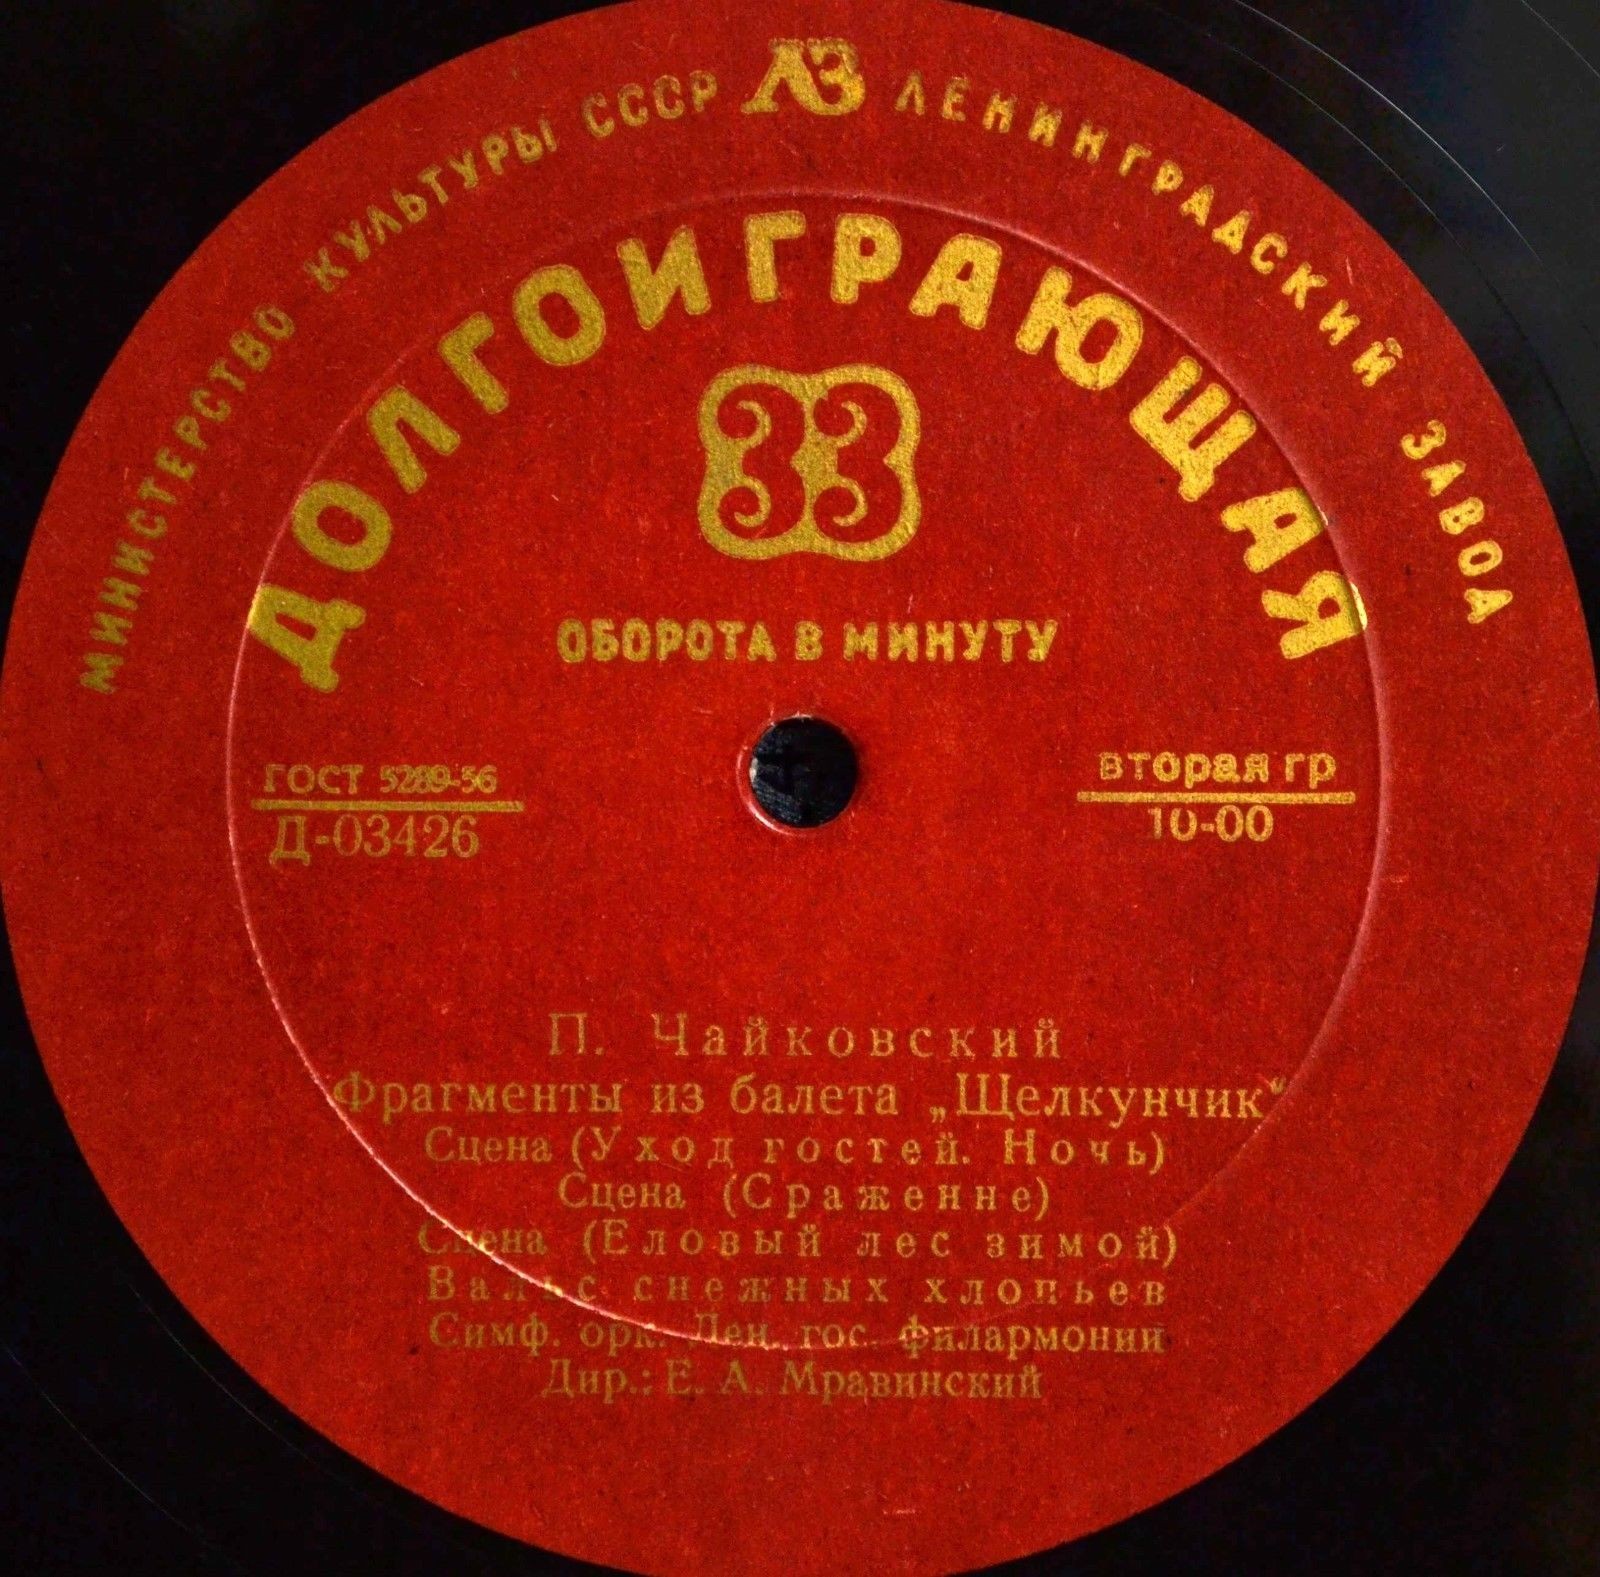 МИНИСТЕРСТВО КУЛЬТУРЫ СССР ЛЗ ЛЕНИНГРАДСКИЙ ЗАВОД
ДОЛГОИГРАЮЩАЯ
33
ОБОРОТА В МИНУТУ
ГОСТ 5289-56
Д-03426
вторая гр
10-00
П. Чайковский
Фрагменты из балета „Щелкунчик“
Сцена (Уход гостей. Ночь)
Сцена (Сражение)
Сцена (Еловый лес зимой)
Вальс снежных хлопьев
Симф. орк. Лен. гос. филармонии
Дир.: Е. А. Мравинский